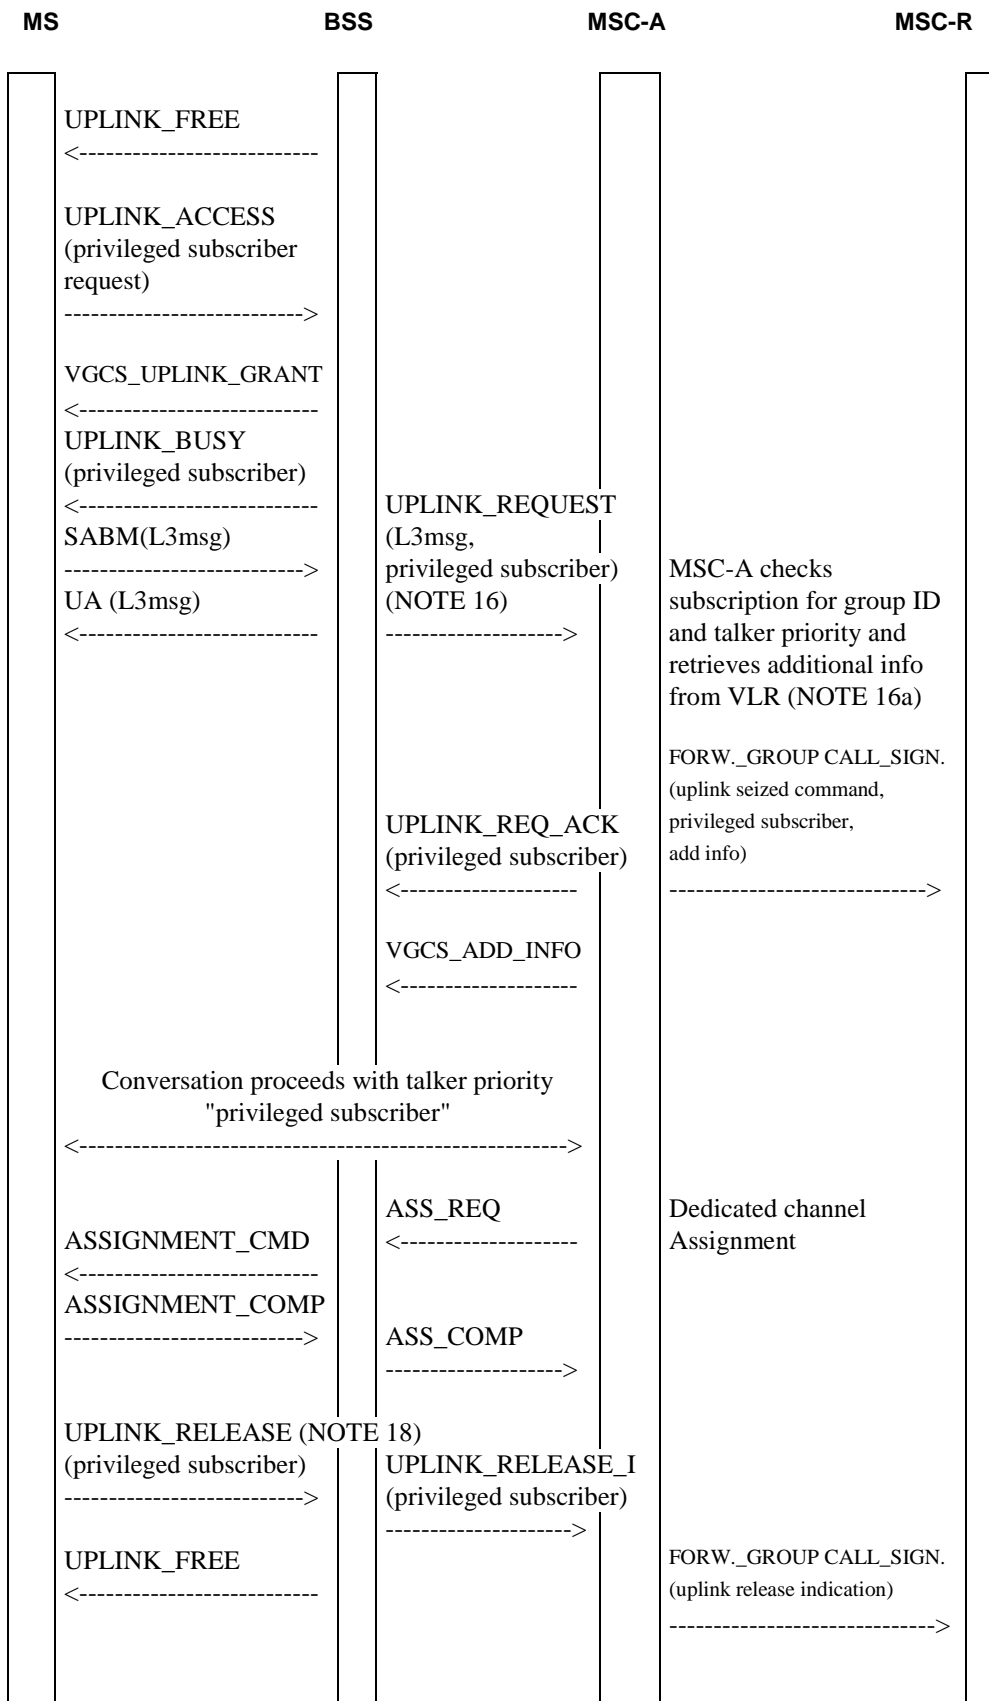 MS BSS MSC-A MSC-R
UPLINK_FREE
<---------------------------
UPLINK_ACCESS
(privileged subscriber
request)
--------------------------->
VGCS_UPLINK_GRANT
<---------------------------
UPLINK_BUSY
(privileged subscriber)
<---------------------------
SABM(L3msg)
--------------------------->
UA (L3msg)
<---------------------------
UPLINK_REQUEST
(L3msg,
privileged subscriber)
(NOTE 16)
-------------------->
MSC-A checks
subscription for group ID
and talker priority and
retrieves additional info
from VLR (NOTE 16a)
FORW._GROUP CALL_SIGN.
(uplink seized command,
privileged subscriber,
add info)
----------------------------->
UPLINK_REQ_ACK
(privileged subscriber)
<--------------------
VGCS_ADD_INFO
<--------------------
Conversation proceeds with talker priority
"privileged subscriber"
<------------------------------------------------------->
ASS_REQ
<--------------------
Dedicated channel
Assignment
ASSIGNMENT_CMD
<---------------------------
ASSIGNMENT_COMP
--------------------------->
ASS_COMP
-------------------->
UPLINK_RELEASE (NOTE 18)
(privileged subscriber)
--------------------------->
UPLINK_RELEASE_I
(privileged subscriber)
--------------------->
UPLINK_FREE
<---------------------------
FORW._GROUP CALL_SIGN.
(uplink release indication)
------------------------------>